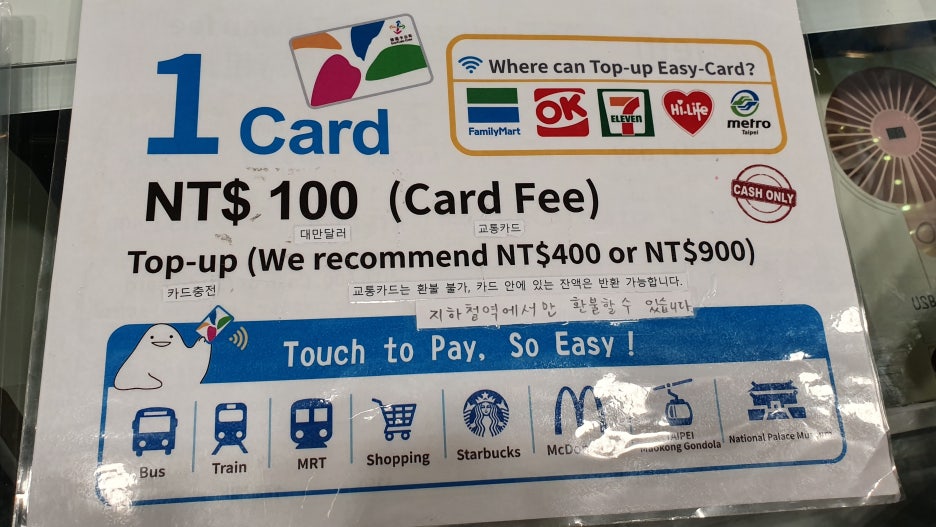 1 Card
Where can Top-up Easy-Card?
FamilyMart
OK
7
ELEVEN
Hi-Life
metro
Taipei
NT$ 100 (Card Fee)
CASH ONLY
대만달러
교통카드
Top-up (We recommend NT$400 or NT$900)
카드충전
교통카드는 환불 불가, 카드 안에 있는 잔액은 반환 가능합니다.
지하철역에서만 환불할 수 있습니다
Touch to Pay, So Easy !
Bus
Train
MRT
Shopping
Starbucks
TAIPEI
Maokong Gondola
National Palace
USB